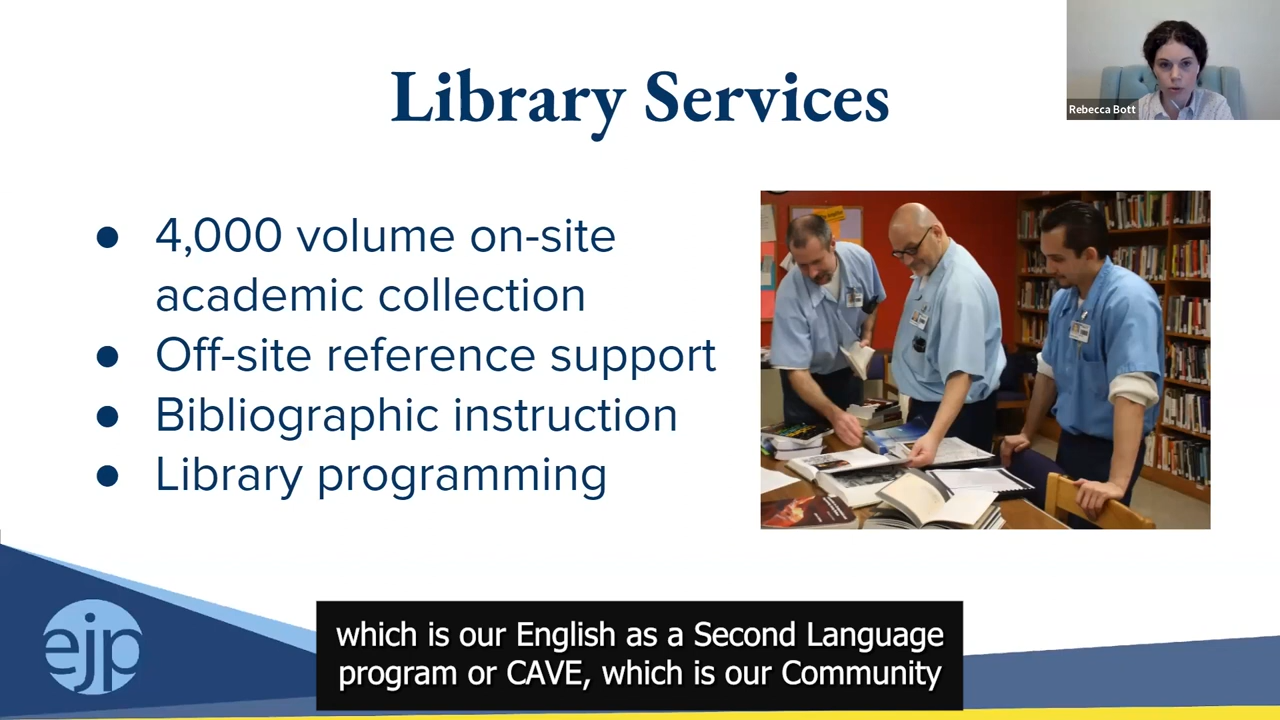 Library Services
Rebecca Bott
● 4,000 volume on-site
academic collection
● Off-site reference support
● Bibliographic instruction
● Library programming
ejp
which is our English as a Second Language
program or CAVE, which is our Community